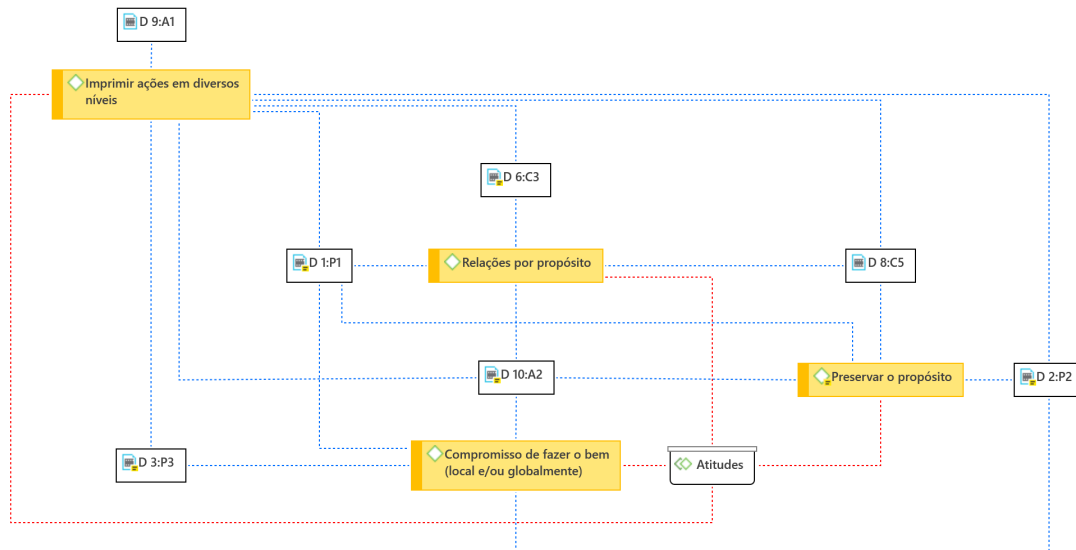 D 9:A1
Imprimir ações em diversos
níveis
D 6:C3
D 1:P1
Relações por propósito
D 8:C5
D 10:A2
Preservar o propósito
D 2:P2
D 3:P3
Compromisso de fazer o bem
(local e/ou globalmente)
Atitudes